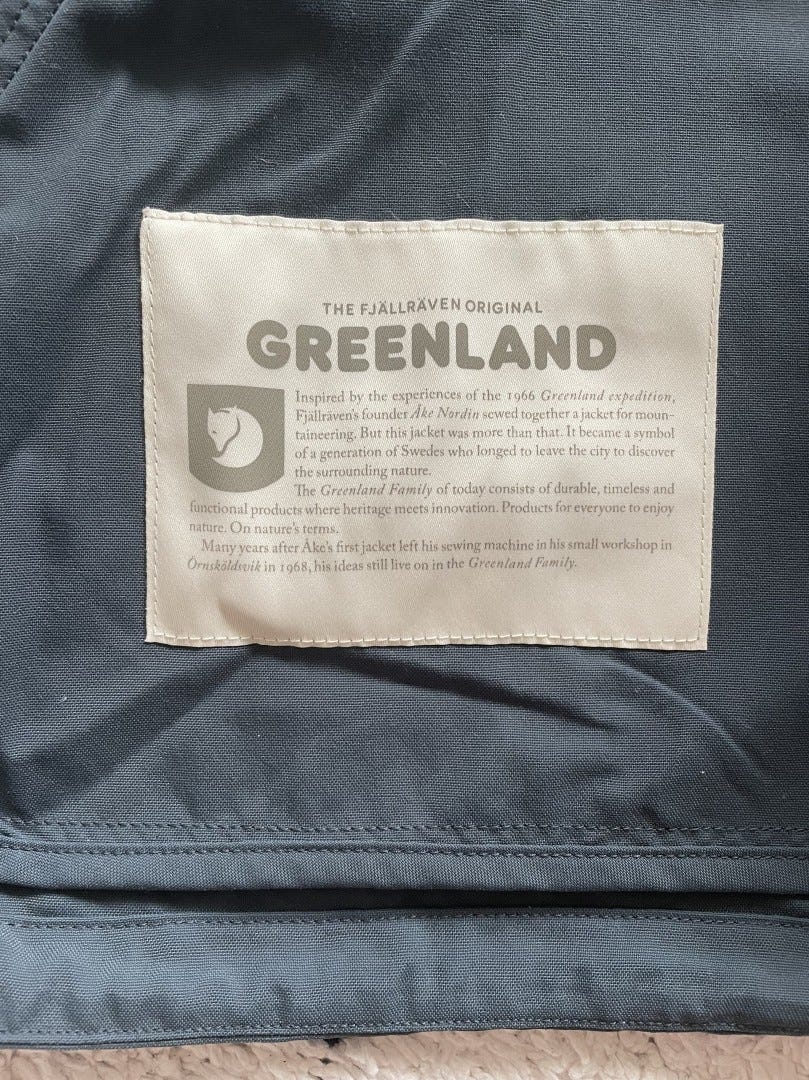 THE FJÄLLRÄVEN ORIGINAL
GREENLAND
Inspired by the experiences of the 1966 Greenland expedition,
Fjällräven's founder Åke Nordin sewed together a jacket for moun-
taineering. But this jacket was more than that. It became a symbol
of a generation of Swedes who longed to leave the city to discover
the surrounding nature.
The Greenland Family of today consists of durable, timeless and
functional products where heritage meets innovation. Products for everyone to enjoy
nature. On nature's terms.
Many years after Åke's first jacket left his sewing machine in his small workshop in
Örnsköldsvik in 1968, his ideas still live on in the Greenland Family.